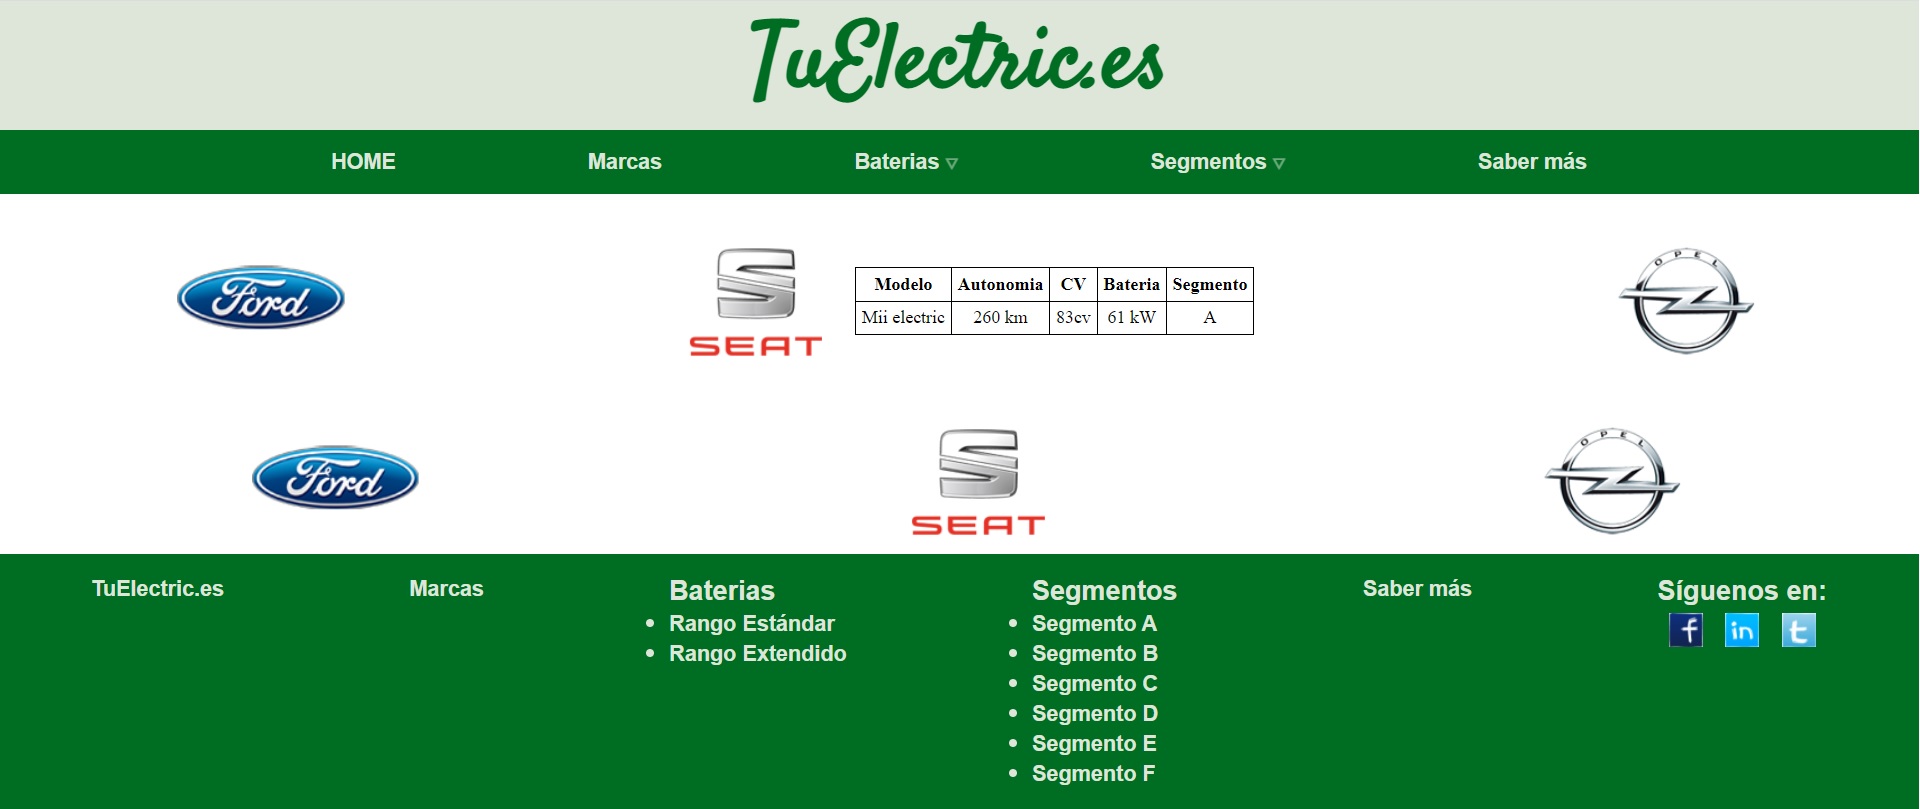 TuElectric.es
HOME Marcas Baterias ▿ Segmentos ▿ Saber más
Ford
SEAT
Modelo Autonomia CV Bateria Segmento
Mii electric 260 km 83cv 61 kW A
OPEL
Ford
SEAT
OPEL
TuElectric.es
Marcas
Baterias
• Rango Estándar
• Rango Extendido
Segmentos
• Segmento A
• Segmento B
• Segmento C
• Segmento D
• Segmento E
• Segmento F
Saber más
Síguenos en:
f in t